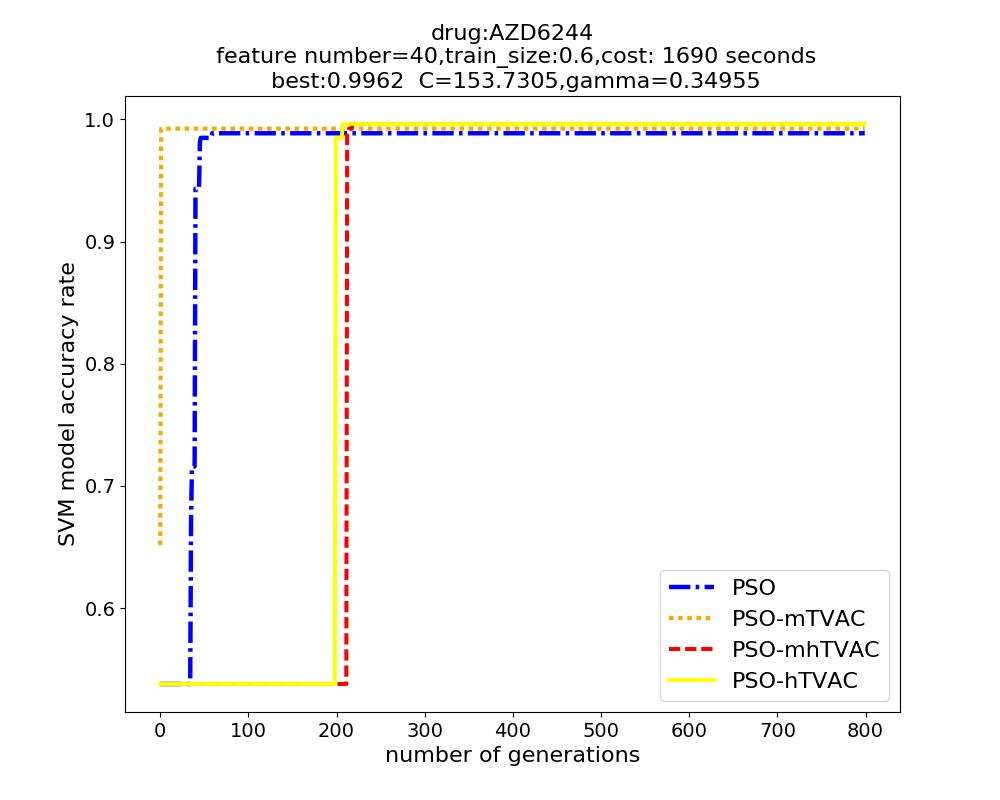 drug:AZD6244
feature number=40,train_size:0.6,cost: 1690 seconds
best:0.9962  C=153.7305,gamma=0.34955
1.0
0.9
0.8
0.7
0.6
SVM model accuracy rate
PSO
PSO-mTVAC
PSO-mhTVAC
PSO-hTVAC
0 100 200 300 400 500 600 700 800
number of generations